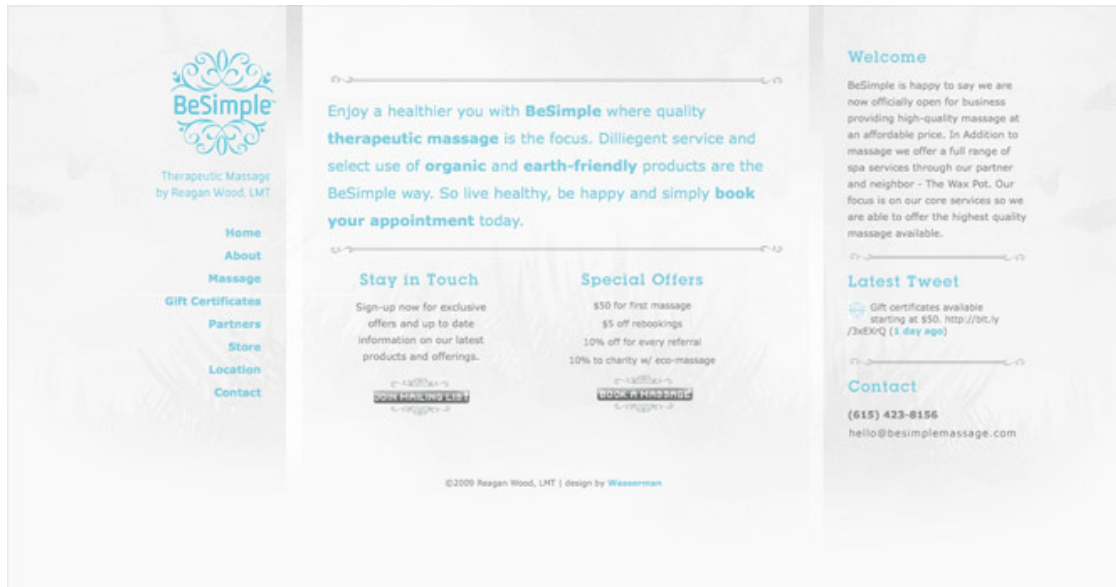 BeSimple
Therapeutic Massage
by Reagan Wood, LMT
Home
About
Massage
Gift Certificates
Partners
Store
Location
Contact
Enjoy a healthier you with BeSimple where quality
therapeutic massage is the focus. Dilliegent service and
select use of organic and earth-friendly products are the
BeSimple way. So live healthy, be happy and simply book
your appointment today.
Stay in Touch
Sign-up now for exclusive
offers and up to date
information on our latest
products and offerings.
JOIN MAILING LIST
Special Offers
$50 for first massage
$5 off rebookings
10% off for every referral
10% to charity w/ eco-massage
BOOK A MASSAGE
Welcome
BeSimple is happy to say we are
now officially open for business
providing high-quality massage at
an affordable price. In Addition to
massage we offer a full range of
spa services through our partner
and neighbor - The Wax Pot. Our
focus is on our core services so we
are able to offer the highest quality
massage available.
Latest Tweet
Gift certificates available
starting at $50. http://bit.ly
/3xEXrQ (1 day ago)
Contact
(615) 423-8156
hello@besimplemassage.com
©2009 Reagan Wood, LMT | design by Wasserman